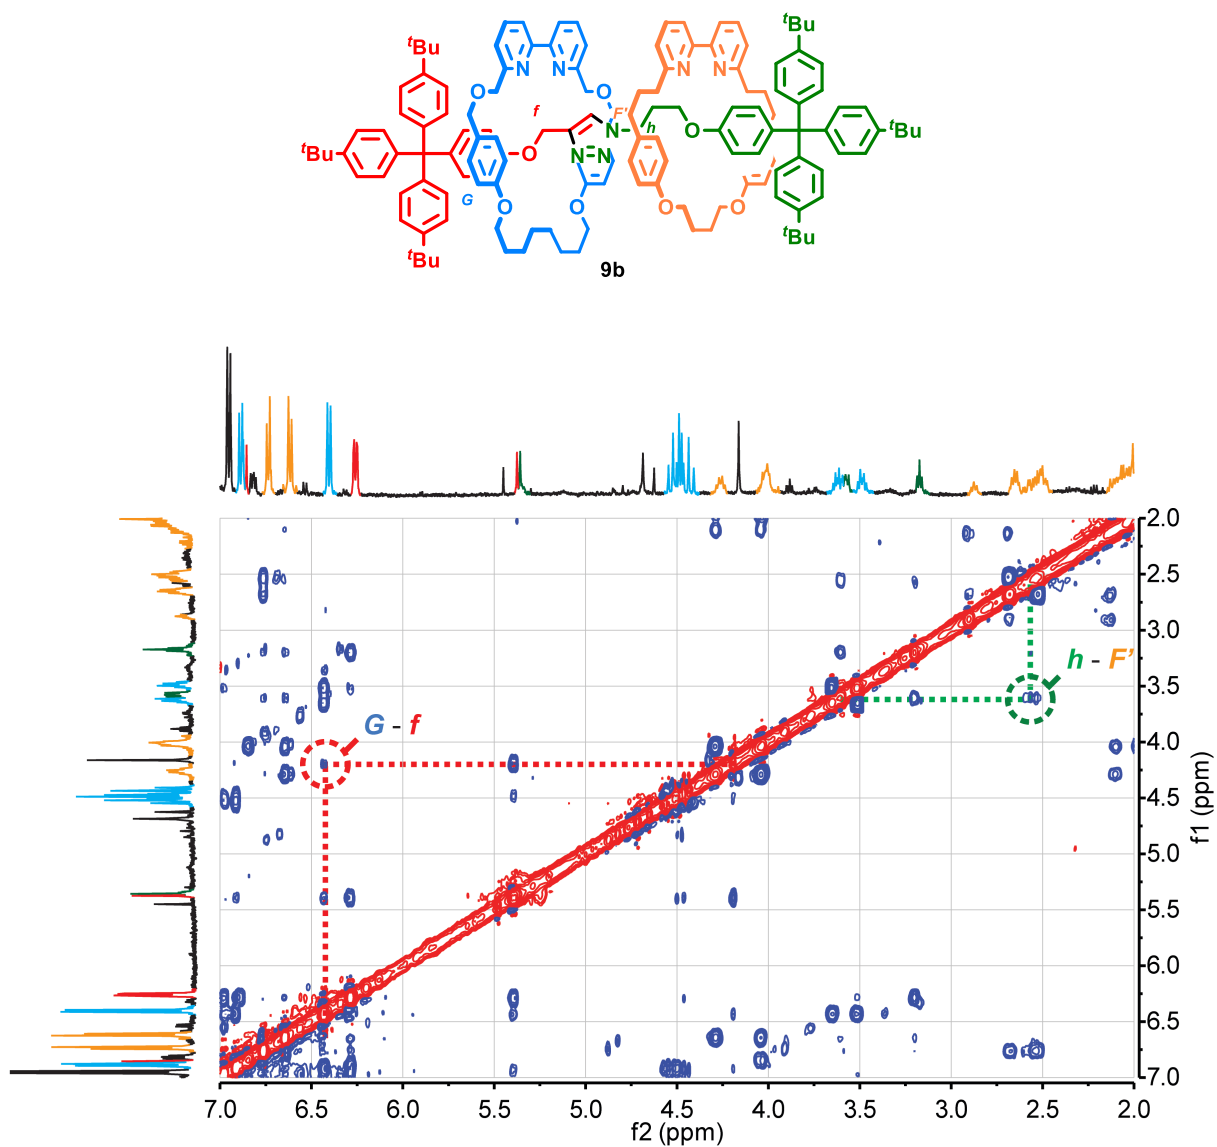 tBu
tBu
N N
N N
tBu
O
O
f
F'
N
h
O
tBu
tBu
O
N=N
G
O
O
O
O
tBu
tBu
9b
2.0
2.5
3.0
3.5
4.0
4.5
5.0
5.5
6.0
6.5
7.0
h - F'
G - f
f1 (ppm)
7.0 6.5 6.0 5.5 5.0 4.5 4.0 3.5 3.0 2.5 2.0
f2 (ppm)